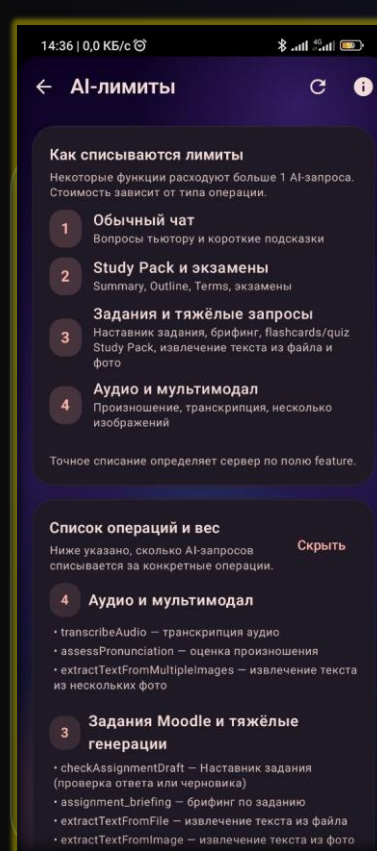 14:36 | 0,0 КБ/с
4G
AI-лимиты
Как списываются лимиты
Некоторые функции расходуют больше 1 AI-запроса.
Стоимость зависит от типа операции.
1
Обычный чат
Вопросы тьютору и короткие подсказки
2
Study Pack и экзамены
Summary, Outline, Terms, экзамены
3
Задания и тяжёлые запросы
Наставник задания, брифинг, flashcards/quiz
Study Pack, извлечение текста из файла и
фото
4
Аудио и мультимодал
Произношение, транскрипция, несколько
изображений
Точное списание определяет сервер по полю feature.
Список операций и вес
Ниже указано, сколько AI-запросов
списывается за конкретные операции.
Скрыть
4
Аудио и мультимодал
• transcribeAudio — транскрипция аудио
• assessPronunciation — оценка произношения
• extractTextFromMultipleImages — извлечение текста
из нескольких фото
3
Задания Moodle и тяжёлые
генерации
• checkAssignmentDraft — Наставник задания
(проверка ответа или черновика)
• assignment_briefing — брифинг по заданию
• extractTextFromFile — извлечение текста из файла
• extractTextFromImage — извлечение текста из фото